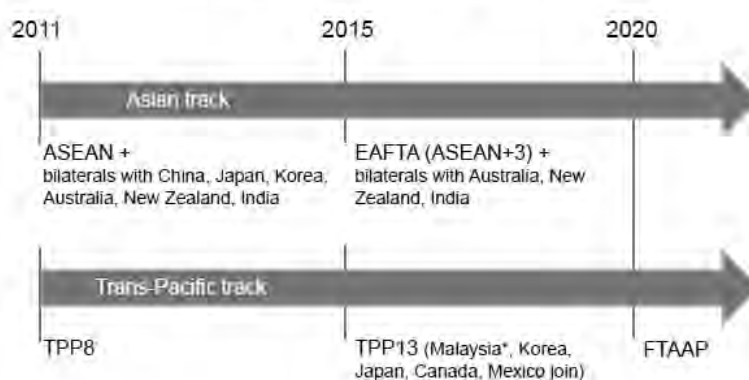 2011 2015 2020
Asian track
ASEAN +
bilaterals with China, Japan, Korea,
Australia, New Zealand, India
EAFTA (ASEAN+3) +
bilaterals with Australia, New
Zealand, India
Trans-Pacific track
TPP8
TPP13 (Malaysia*, Korea,
Japan, Canada, Mexico join)
FTAAP